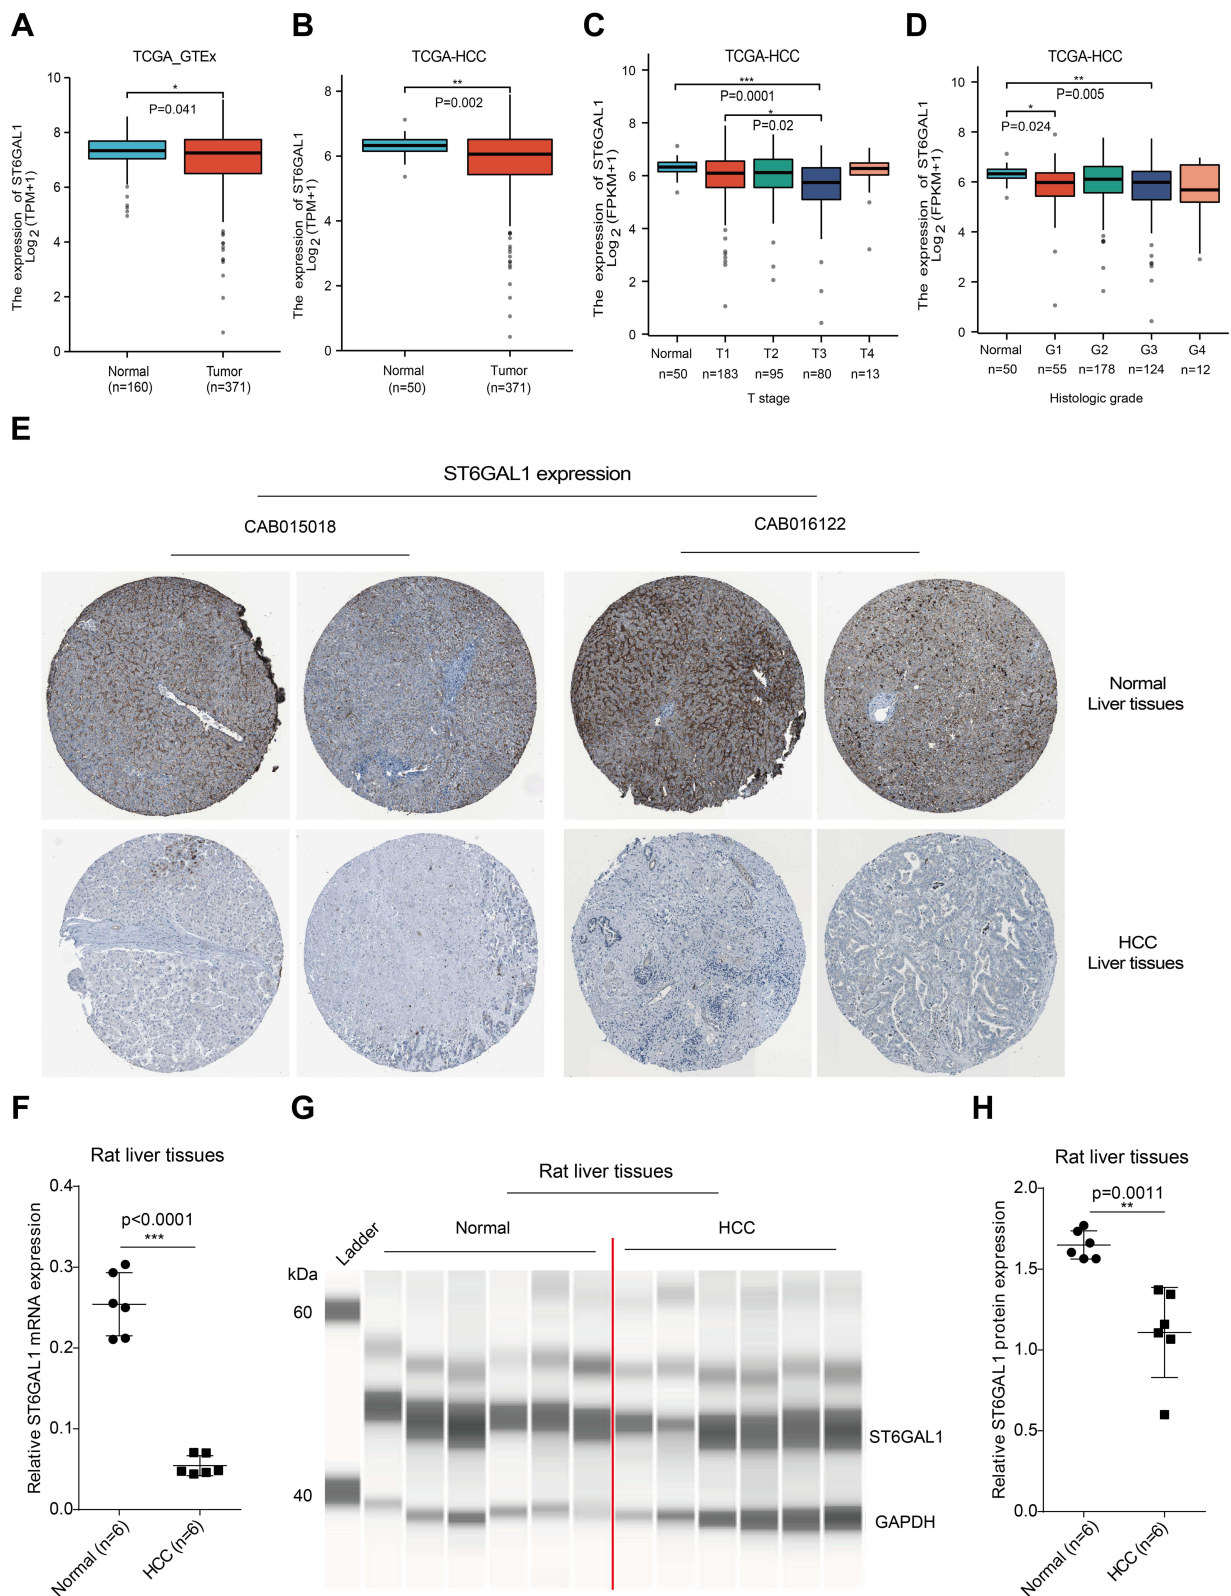 A
TCGA_GTEx
The expression of ST6GAL1
Log2 (TPM+1)
10
8
6
4
2
0
*
P=0.041
Normal
(n=160)
Tumor
(n=371)
B
TCGA-HCC
The expression of ST6GAL1
Log2 (TPM+1)
8
6
4
2
0
**
P=0.002
Normal
(n=50)
Tumor
(n=371)
C
TCGA-HCC
The expression of ST6GAL1
Log2 (FPKM+1)
10
8
6
4
2
0
***
P=0.0001
*
P=0.02
Normal T1 T2 T3 T4
n=50 n=183 n=95 n=80 n=13
T stage
D
TCGA-HCC
The expression of ST6GAL1
Log2 (FPKM+1)
10
8
6
4
2
0
**
P=0.005
*
P=0.024
Normal G1 G2 G3 G4
n=50 n=55 n=178 n=124 n=12
Histologic grade
E
ST6GAL1 expression
CAB015018
CAB016122
Normal
Liver tissues
HCC
Liver tissues
F
Rat liver tissues
Relative ST6GAL1 mRNA expression
0.4
0.3
0.2
0.1
0.0
p<0.0001
***
Normal (n=6)
HCC (n=6)
G
Rat liver tissues
Ladder
Normal
HCC
kDa
60
40
ST6GAL1
GAPDH
H
Rat liver tissues
Relative ST6GAL1 protein expression
2.0
1.5
1.0
0.5
0.0
p=0.0011
**
Normal (n=6)
HCC (n=6)